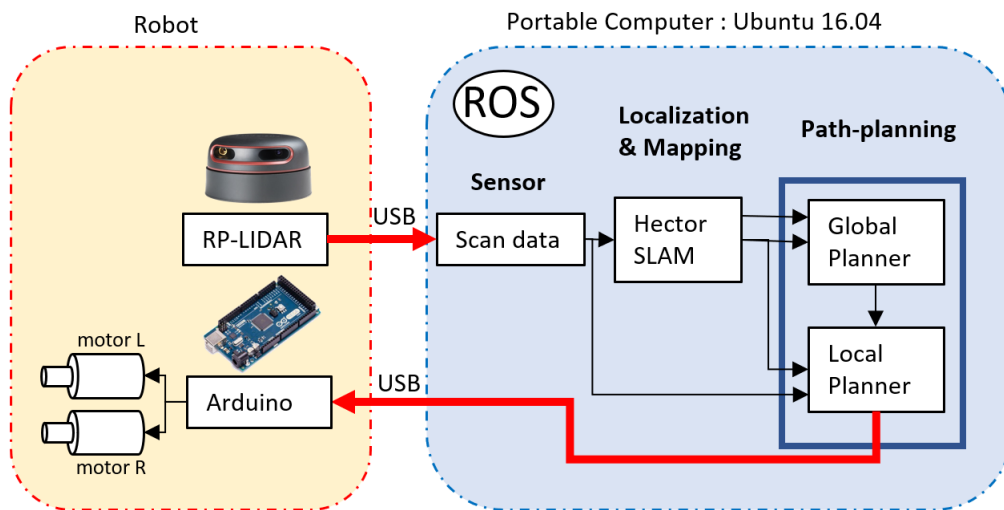 Robot
Portable Computer : Ubuntu 16.04
ROS
Localization
& Mapping
Path-planning
Sensor
USB
RP-LIDAR
Scan data
Hector
SLAM
Global
Planner
motor L
USB
Arduino
Local
Planner
motor R